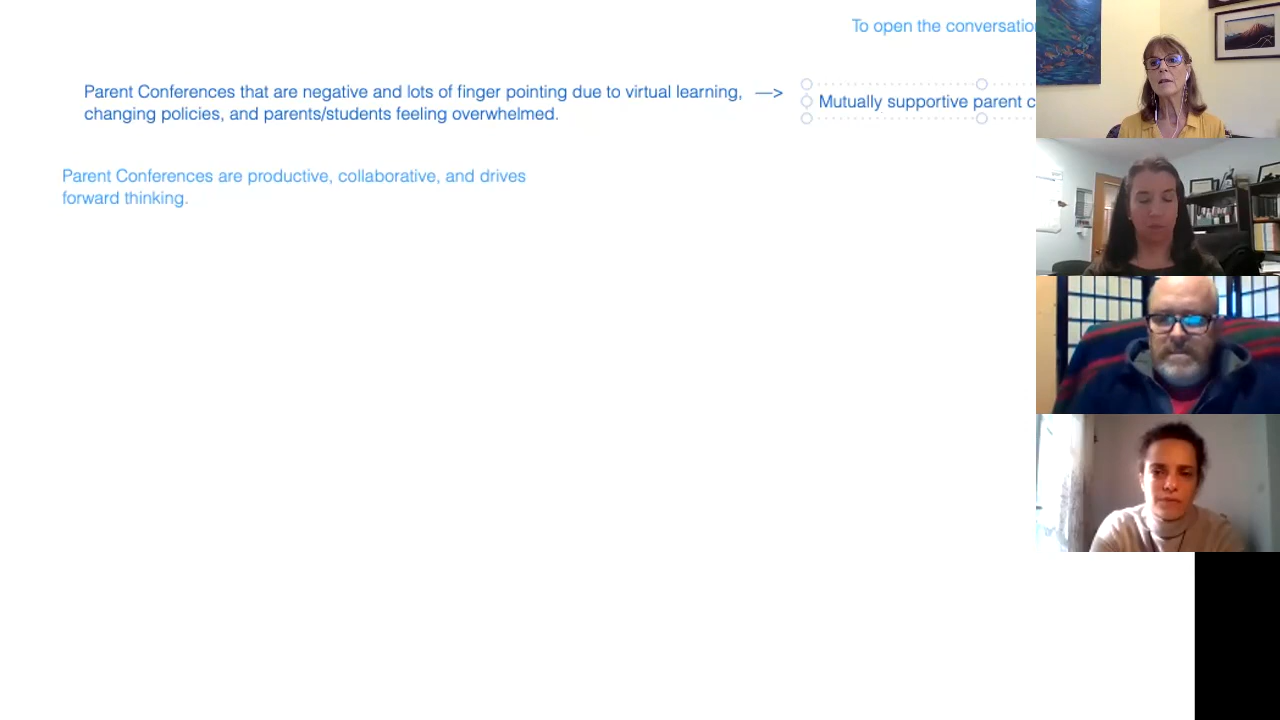 To open the conversation
Parent Conferences that are negative and lots of finger pointing due to virtual learning, —>
changing policies, and parents/students feeling overwhelmed.
Mutually supportive parent c
Parent Conferences are productive, collaborative, and drives
forward thinking.